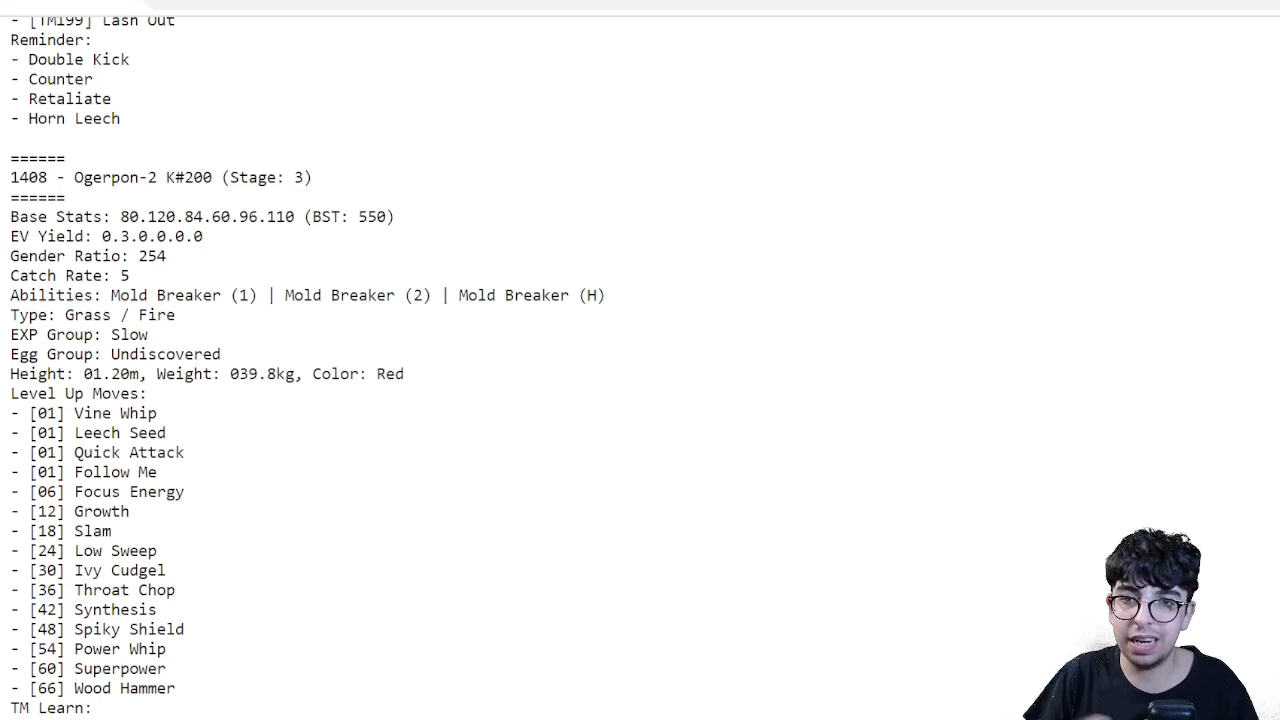 - [TM199] Lash Out
Reminder:
- Double Kick
- Counter
- Retaliate
- Horn Leech
======
1408 - Ogerpon-2 K#200 (Stage: 3)
======
Base Stats: 80.120.84.60.96.110 (BST: 550)
EV Yield: 0.3.0.0.0.0
Gender Ratio: 254
Catch Rate: 5
Abilities: Mold Breaker (1) | Mold Breaker (2) | Mold Breaker (H)
Type: Grass / Fire
EXP Group: Slow
Egg Group: Undiscovered
Height: 01.20m, Weight: 039.8kg, Color: Red
Level Up Moves:
- [01] Vine Whip
- [01] Leech Seed
- [01] Quick Attack
- [01] Follow Me
- [06] Focus Energy
- [12] Growth
- [18] Slam
- [24] Low Sweep
- [30] Ivy Cudgel
- [36] Throat Chop
- [42] Synthesis
- [48] Spiky Shield
- [54] Power Whip
- [60] Superpower
- [66] Wood Hammer
TM Learn: